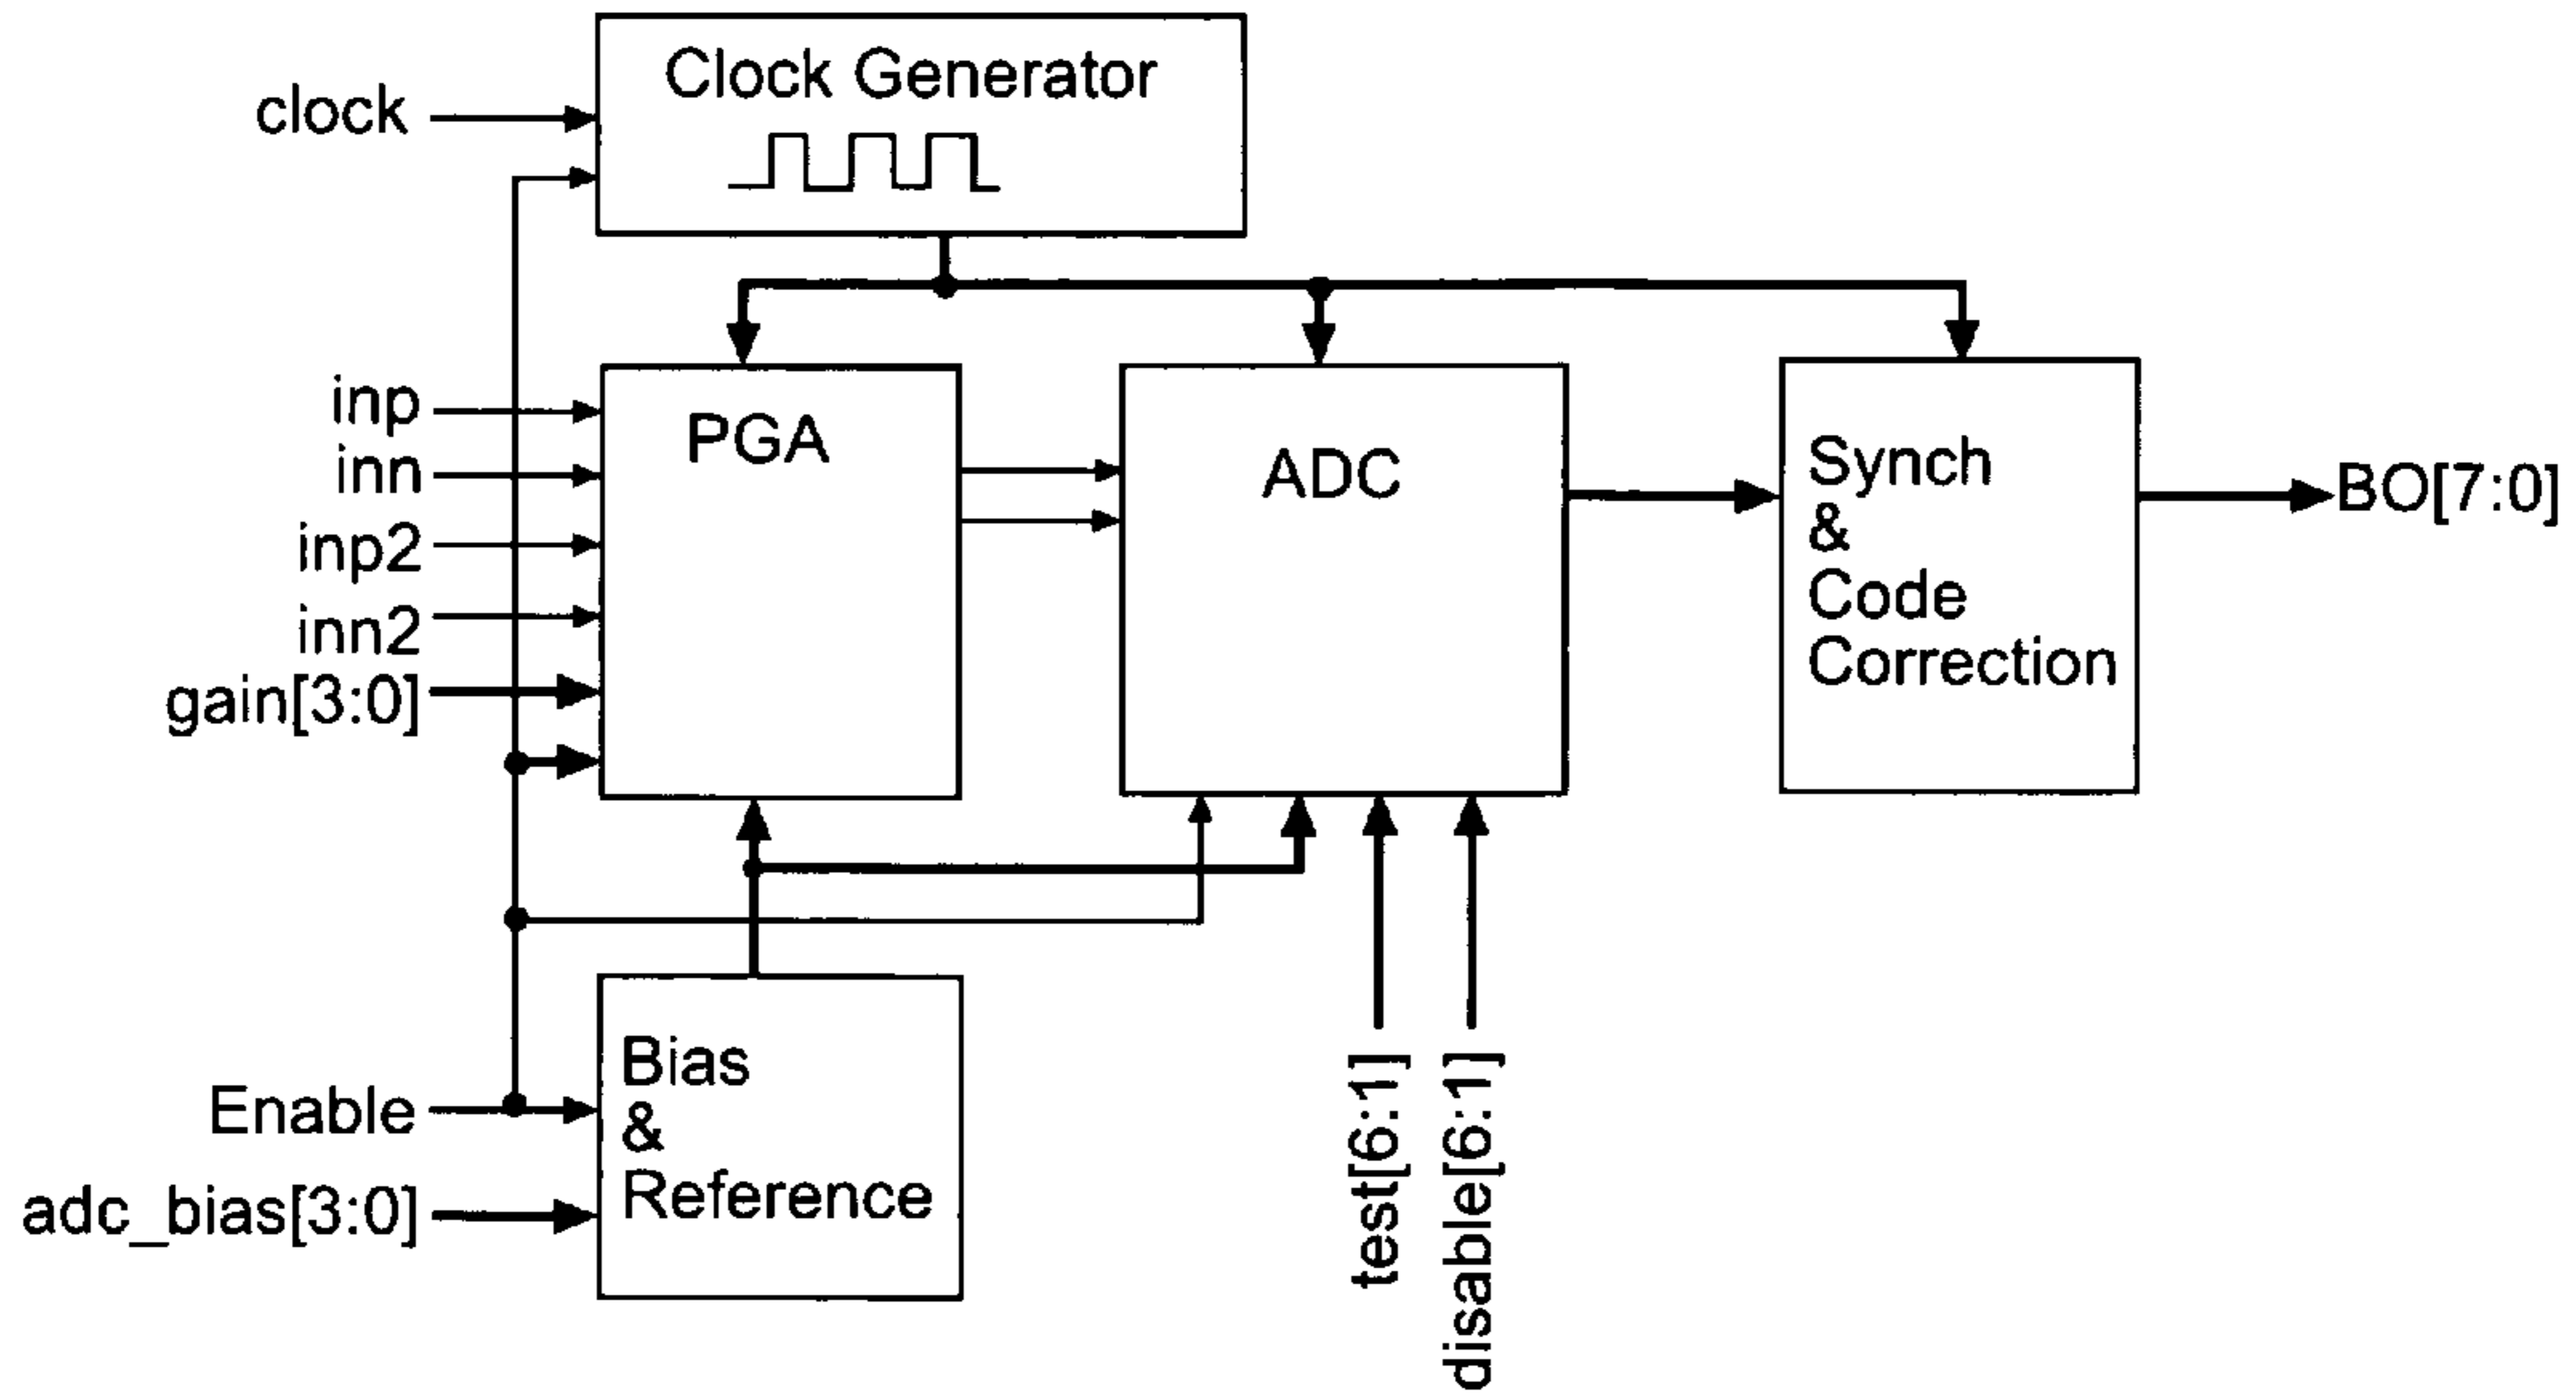 Clock Generator
clock
inp
inn
inp2
inn2
gain[3:0]
PGA
ADC
Synch
&
Code
Correction
BO[7:0]
Enable
adc_bias[3:0]
Bias
&
Reference
test[6:1]
disable[6:1]